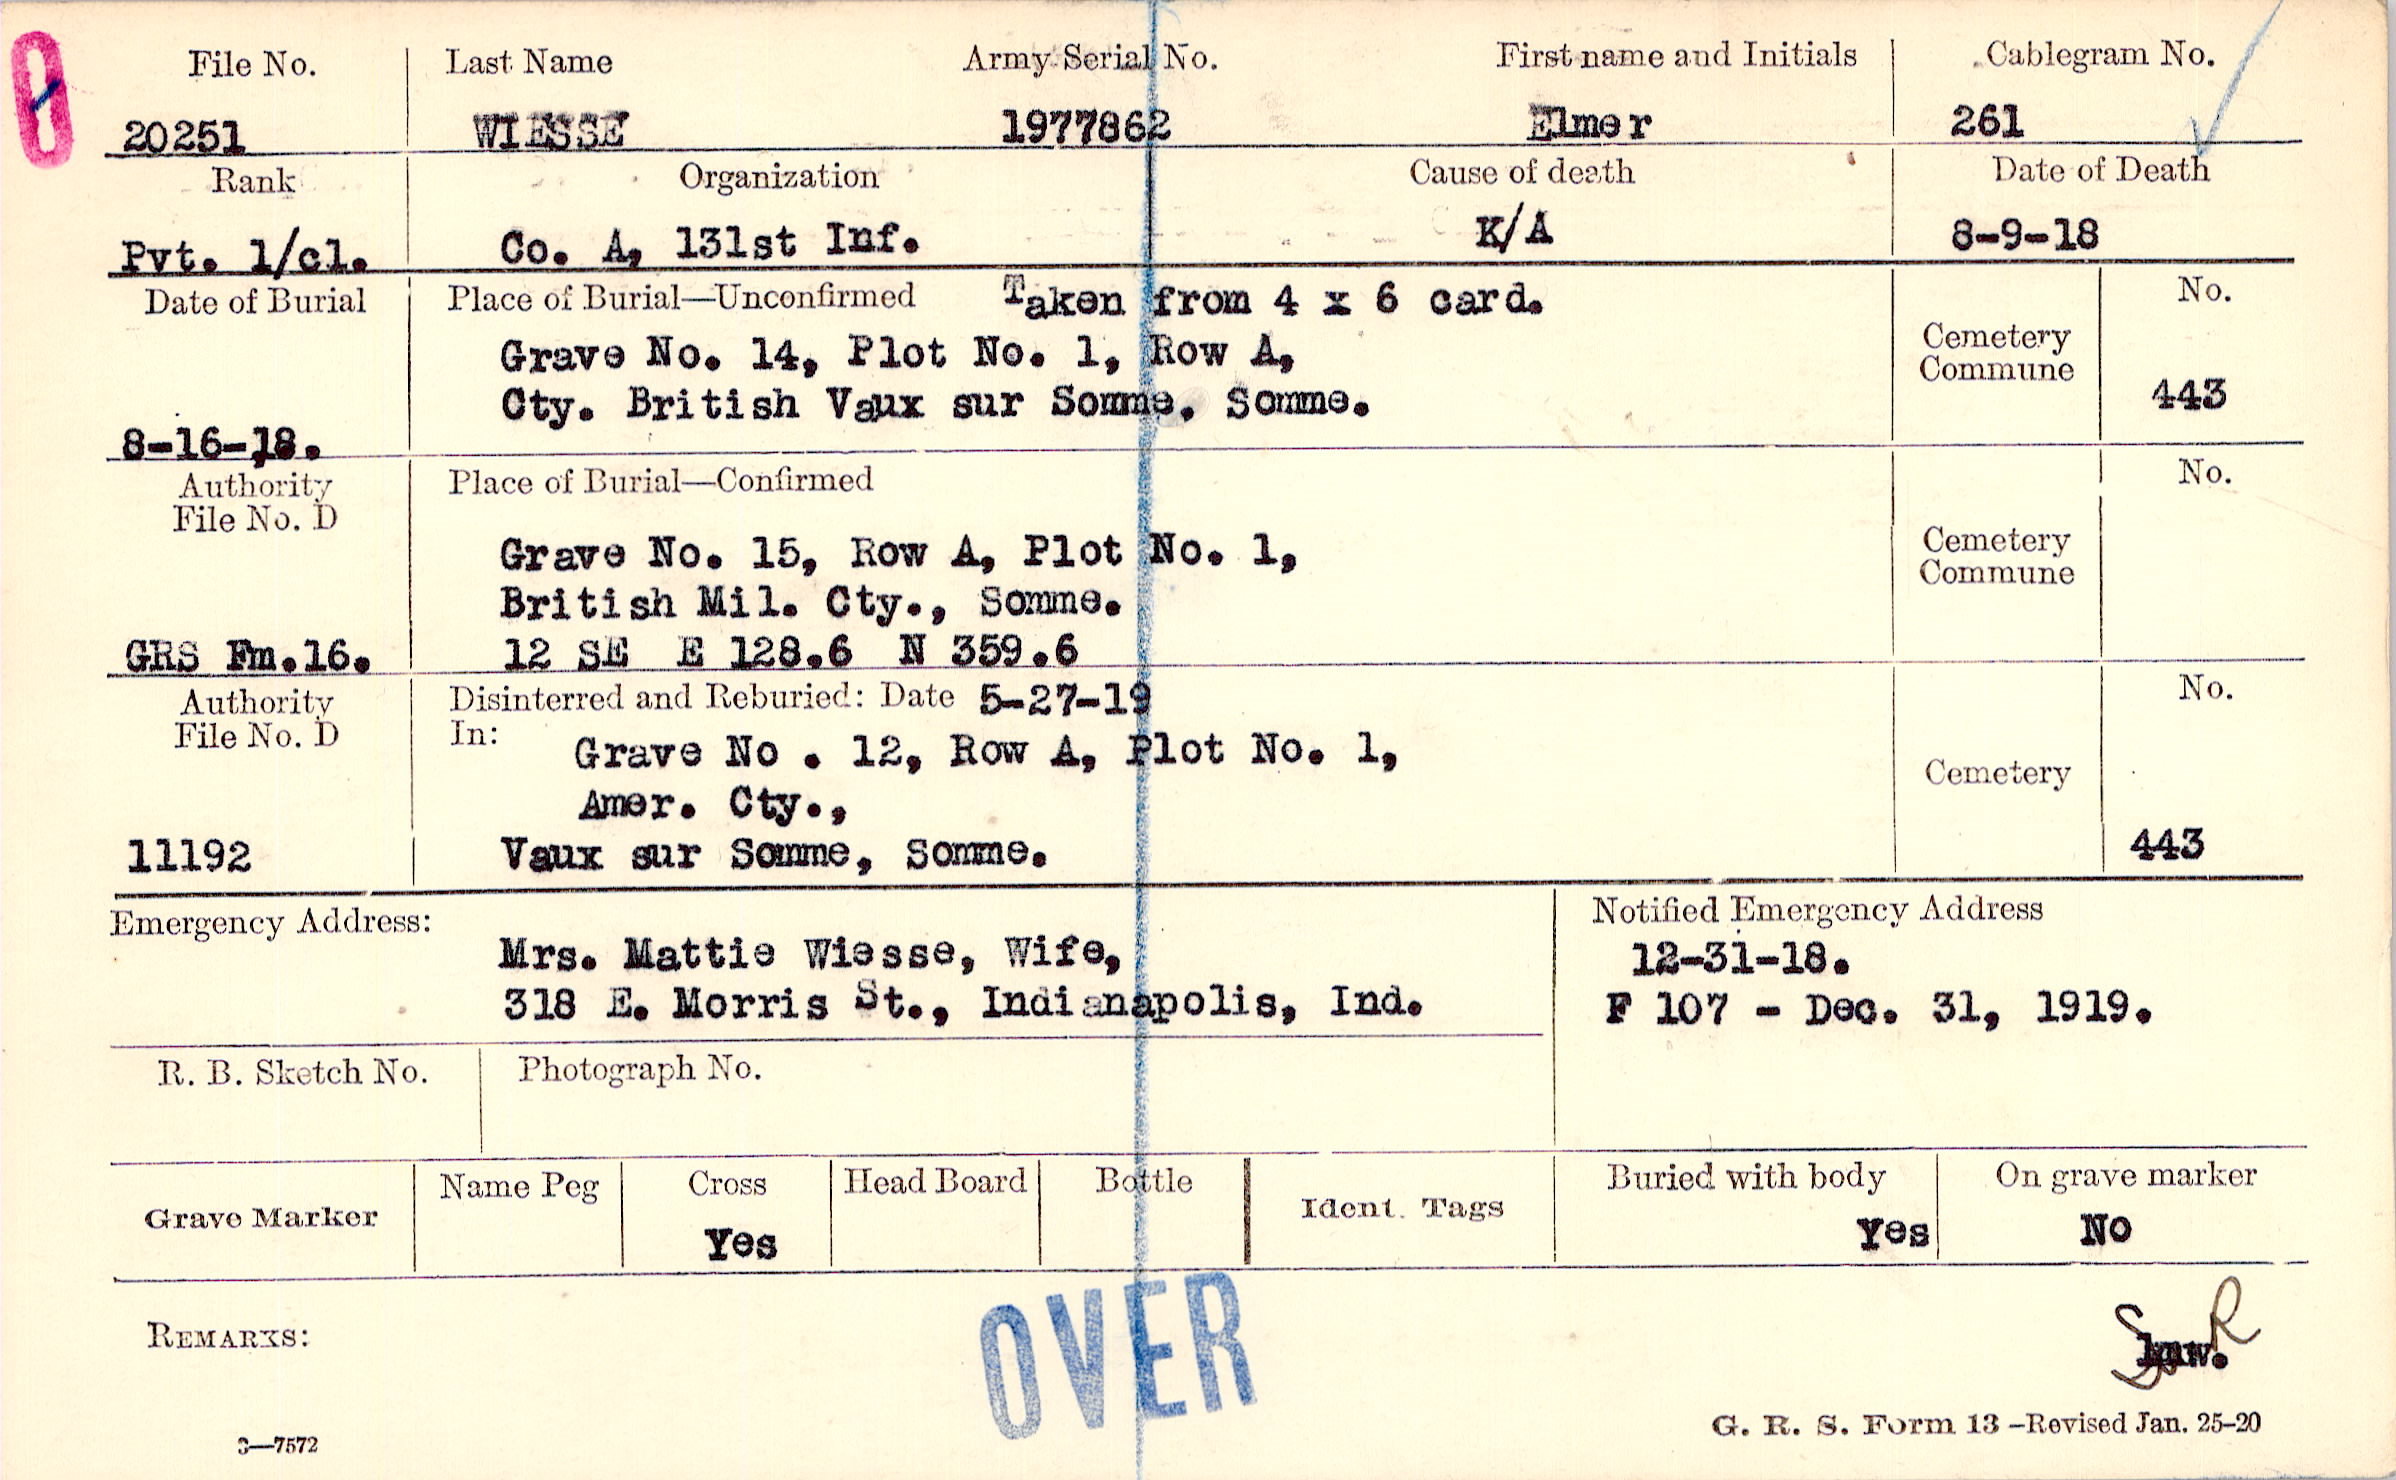 File No. Last Name Army Serial No. First name and Initials Cablegram No.
20251 WIESSE 1977862 Elmer 261
Rank Organization Cause of death Date of Death
Pvt. 1/cl. Co. A, 131st Inf. K/A 8-9-18
Date of Burial Place of Burial—Unconfirmed Taken from 4 x 6 card. No.
Grave No. 14, Plot No. 1, Row A, Cemetery
Commune
Cty. British Vaux sur Somme, Somme. 443
8-16-18.
Authority Place of Burial—Confirmed No.
File No. D
Grave No. 15, Row A, Plot No. 1, Cemetery
Commune
British Mil. Cty., Somme.
GRS Fm.16. 12 SE E 128.6 N 359.6
Authority Disinterred and Reburied: Date 5-27-19 No.
File No. D In:
Grave No . 12, Row A, Plot No. 1, Cemetery
Amer. Cty.,
11192 Vaux sur Somme, Somme. 443
Emergency Address: Notified Emergency Address
Mrs. Mattie Wiesse, Wife, 12-31-18.
318 E. Morris St., Indianapolis, Ind. F 107 - Dec. 31, 1919.
R. B. Sketch No. Photograph No.
Grave Marker Name Peg Cross Head Board Bottle Ident. Tags Buried with body On grave marker
Yes Yes No
REMARKS:
OVER
3—7572 G. R. S. Form 13 –Revised Jan. 25–20